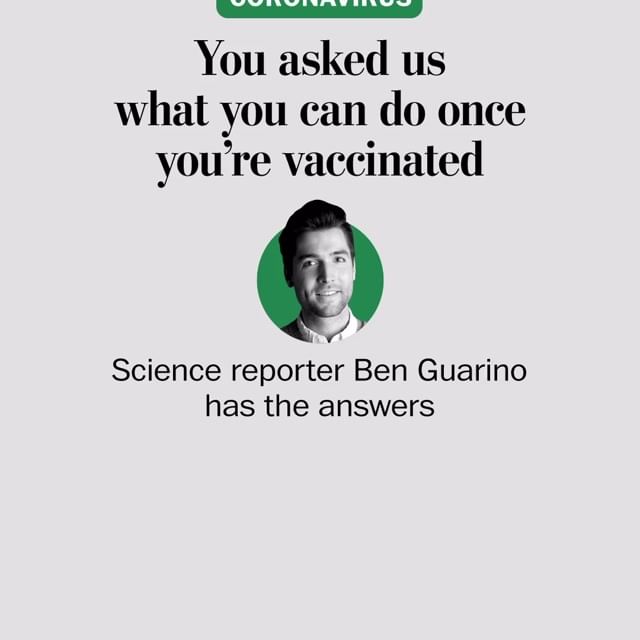 CORONAVIRUS
You asked us
what you can do once
you’re vaccinated
Science reporter Ben Guarino
has the answers